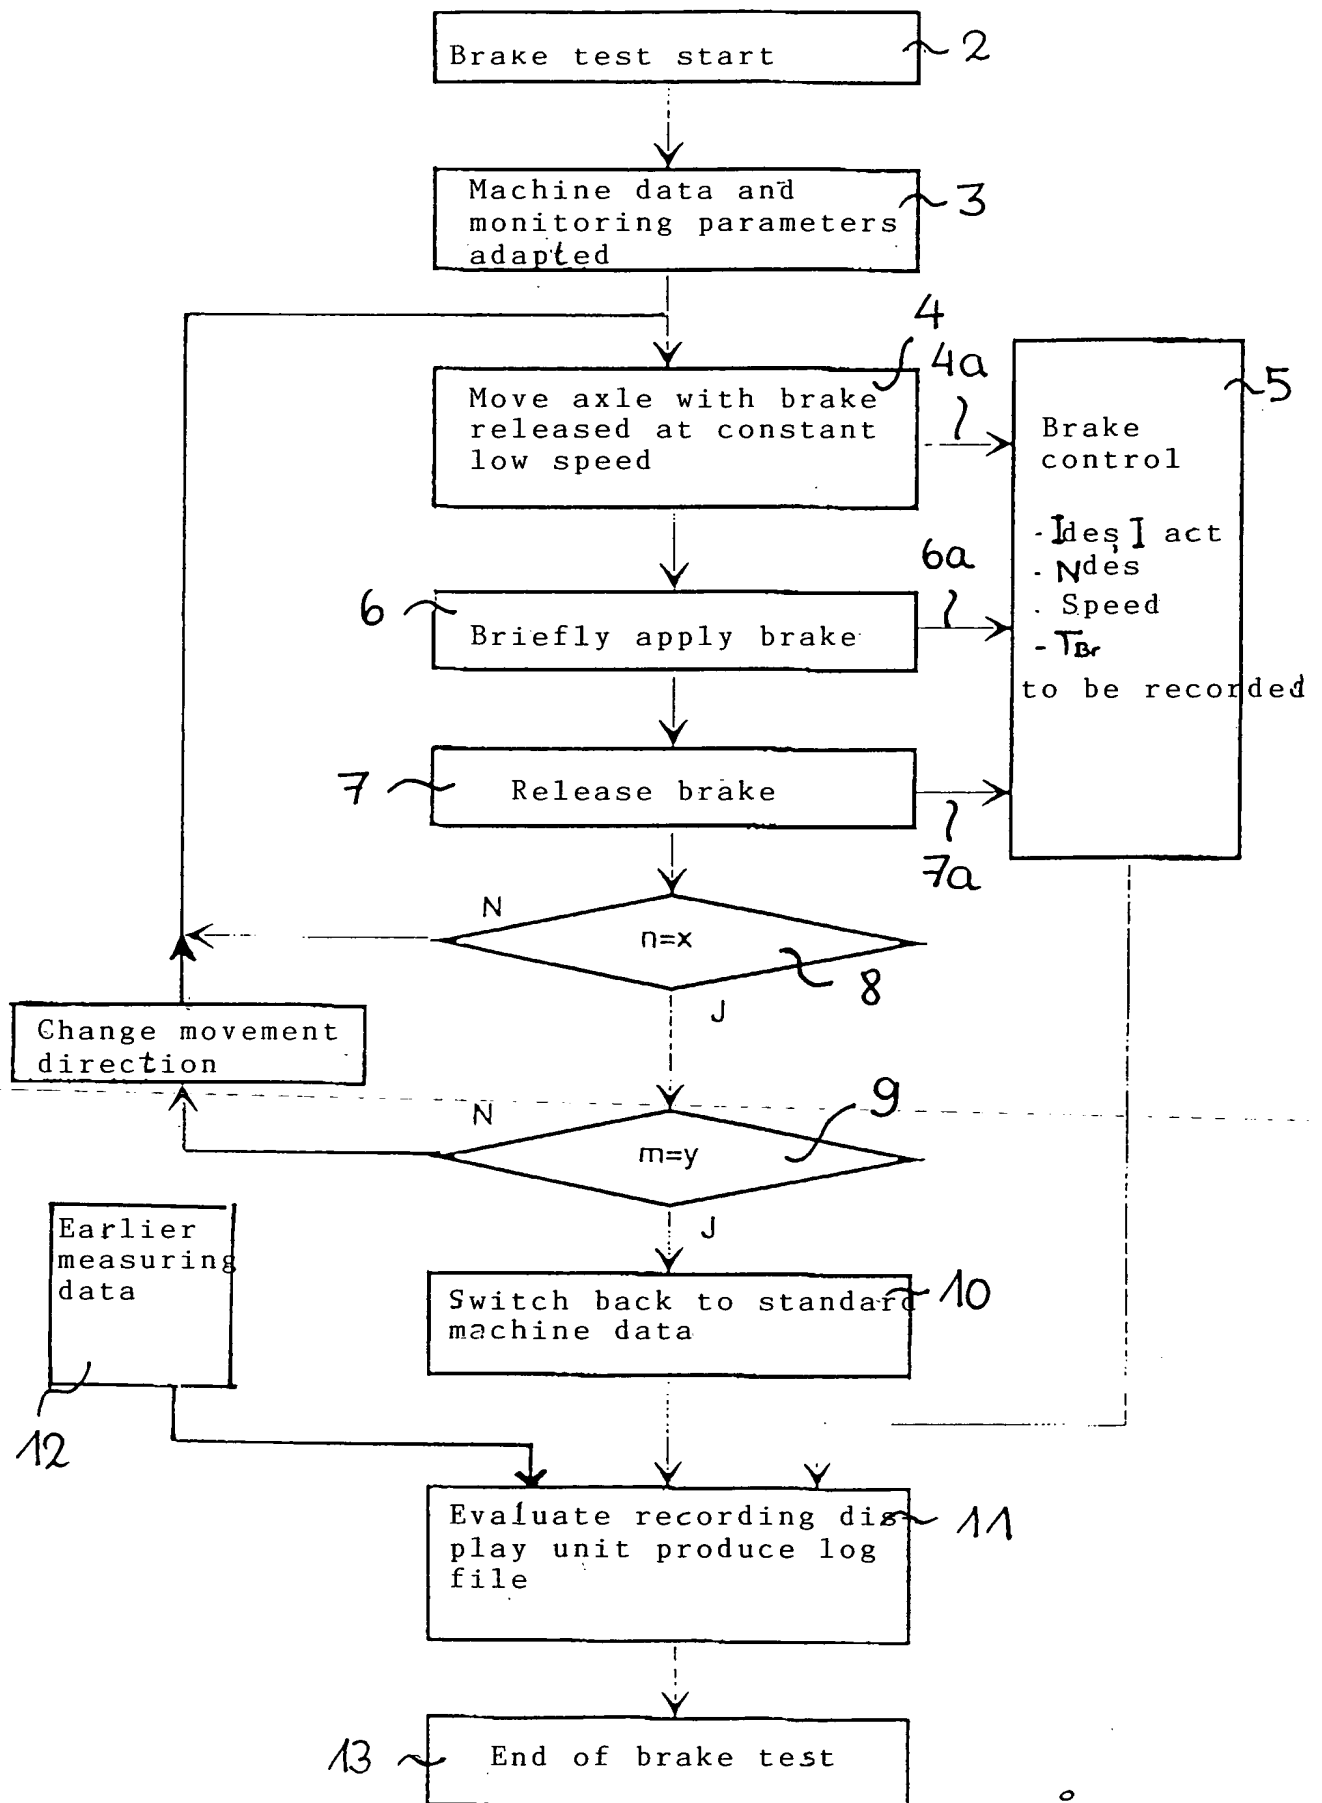 Brake test start
2
Machine data and
monitoring parameters
adapted
3
4
Move axle with brake
released at constant
low speed
4a
5
Brake
control
- Ides, I act
- Ndes
- Speed
- TBr
to be recorded
6
Briefly apply brake
6a
7
Release brake
7a
N
n=x
8
J
Change movement
direction
N
m=y
9
J
Earlier
measuring
data
12
Switch back to standard
machine data
10
Evaluate recording dis-
play unit produce log
file
11
13
End of brake test